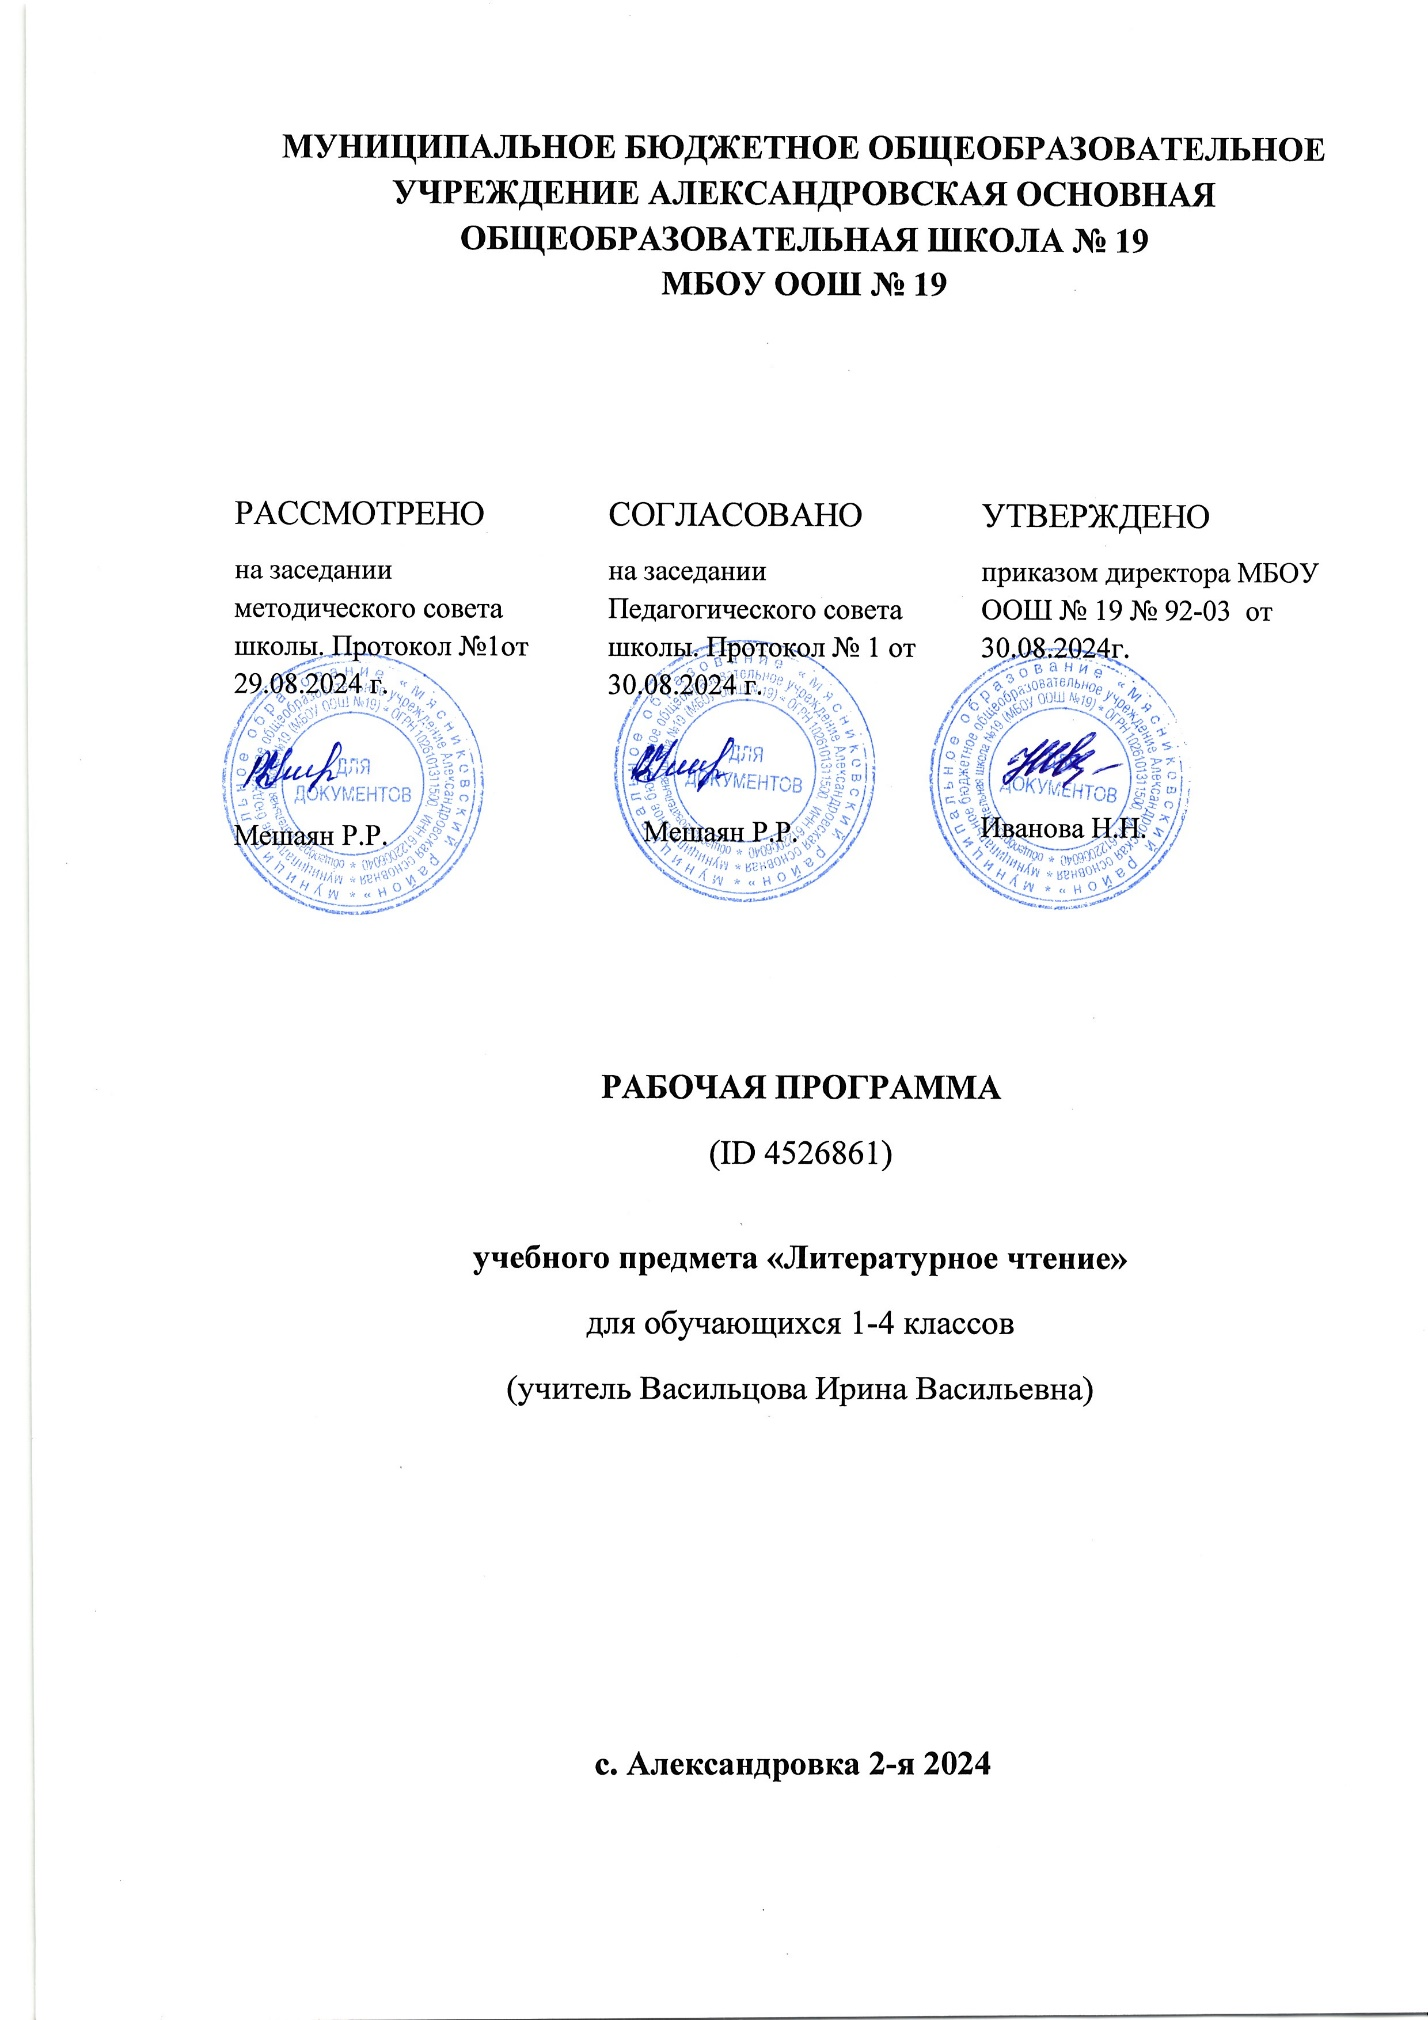 МУНИЦИПАЛЬНОЕ БЮДЖЕТНОЕ ОБЩЕОБРАЗОВАТЕЛЬНОЕ
УЧРЕЖДЕНИЕ АЛЕКСАНДРОВСКАЯ ОСНОВНАЯ
ОБЩЕОБРАЗОВАТЕЛЬНАЯ ШКОЛА № 19
МБОУ ООШ № 19
РАССМОТРЕНО
на заседании
методического совета
школы. Протокол №1от
29.08.2024 г.
ДЛЯ
ДОКУМЕНТОВ
Мешаян Р.Р.
СОГЛАСОВАНО
на заседании
Педагогического совета
школы. Протокол № 1 от
30.08.2024 г.
ДЛЯ
ДОКУМЕНТОВ
Мешаян Р.Р.
УТВЕРЖДЕНО
приказом директора МБОУ
ООШ № 19 № 92-03 от
30.08.2024г.
ДОКУМЕНТОВ
Иванова Н.Н.
РАБОЧАЯ ПРОГРАММА
(ID 4526861)
учебного предмета «Литературное чтение»
для обучающихся 1-4 классов
(учитель Васильцова Ирина Васильевна)
с. Александровка 2-я 2024